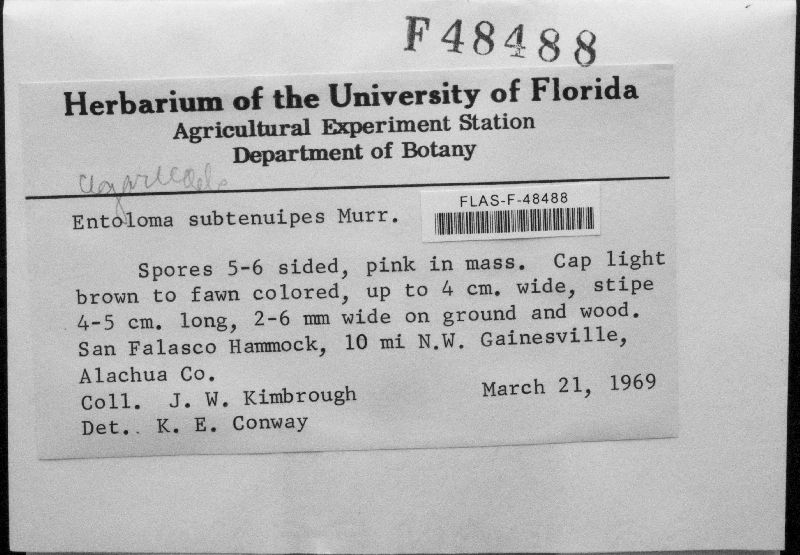 F48488
Herbarium of the University of Florida
Agricultural Experiment Station
Department of Botany
Agaricales
Entoloma subtenuipes Murr.
FLAS-F-48488
Spores 5-6 sided, pink in mass. Cap light
brown to fawn colored, up to 4 cm. wide, stipe
4-5 cm. long, 2-6 mm wide on ground and wood.
San Falasco Hammock, 10 mi N.W. Gainesville,
Alachua Co.
Coll. J. W. Kimbrough March 21, 1969
Det.. K. E. Conway